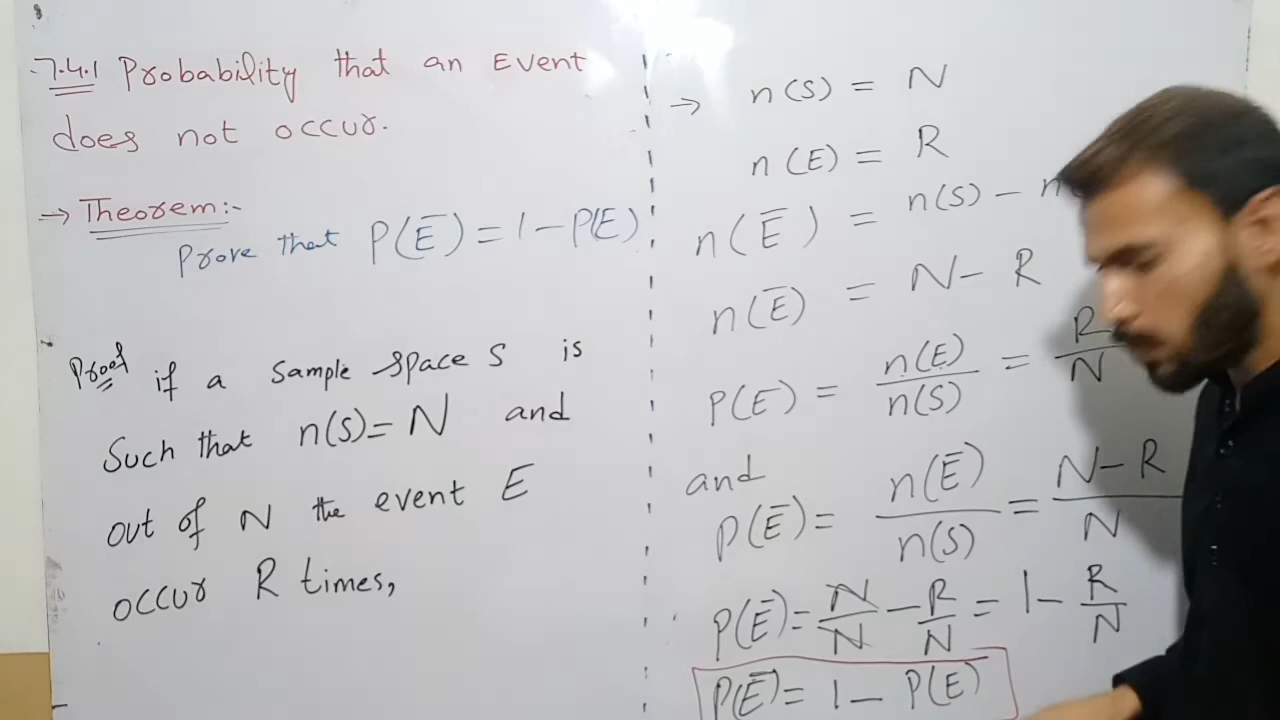 7.4.1 Probability that an Event
does not occur.
→ Theorem:-
Prove that P(E̅) = 1 - P(E)
Proof if a Sample space S is
Such that n(S) = N and
out of N the event E
occur R times,
→ n(S) = N
n(E) = R
n(E̅) = n(S) - n
n(E̅) = N - R
P(E) = n(E)/n(S) = R/N
and
P(E̅) = n(E̅)/n(S) = N-R/N
P(E̅) = N/N - R/N = 1 - R/N
P(E̅) = 1 - P(E)